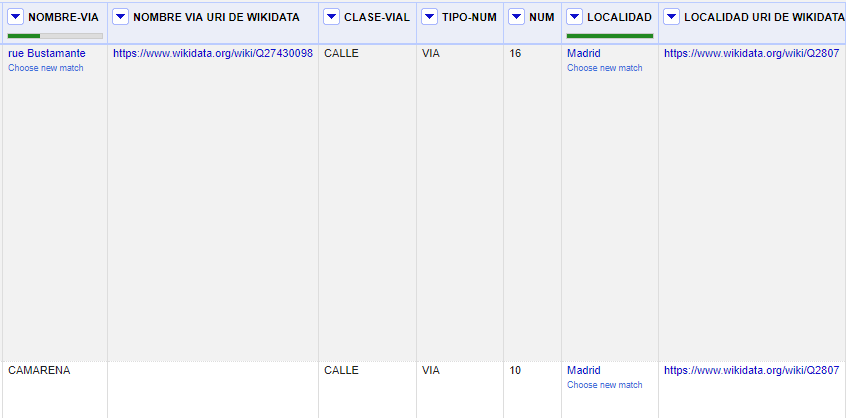 NOMBRE-VIA NOMBRE VIA URI DE WIKIDATA CLASE-VIAL TIPO-NUM NUM LOCALIDAD LOCALIDAD URI DE WIKIDATA
rue Bustamante https://www.wikidata.org/wiki/Q27430098 CALLE VIA 16 Madrid https://www.wikidata.org/wiki/Q2807
Choose new match Choose new match
CAMARENA CALLE VIA 10 Madrid https://www.wikidata.org/wiki/Q2807
Choose new match